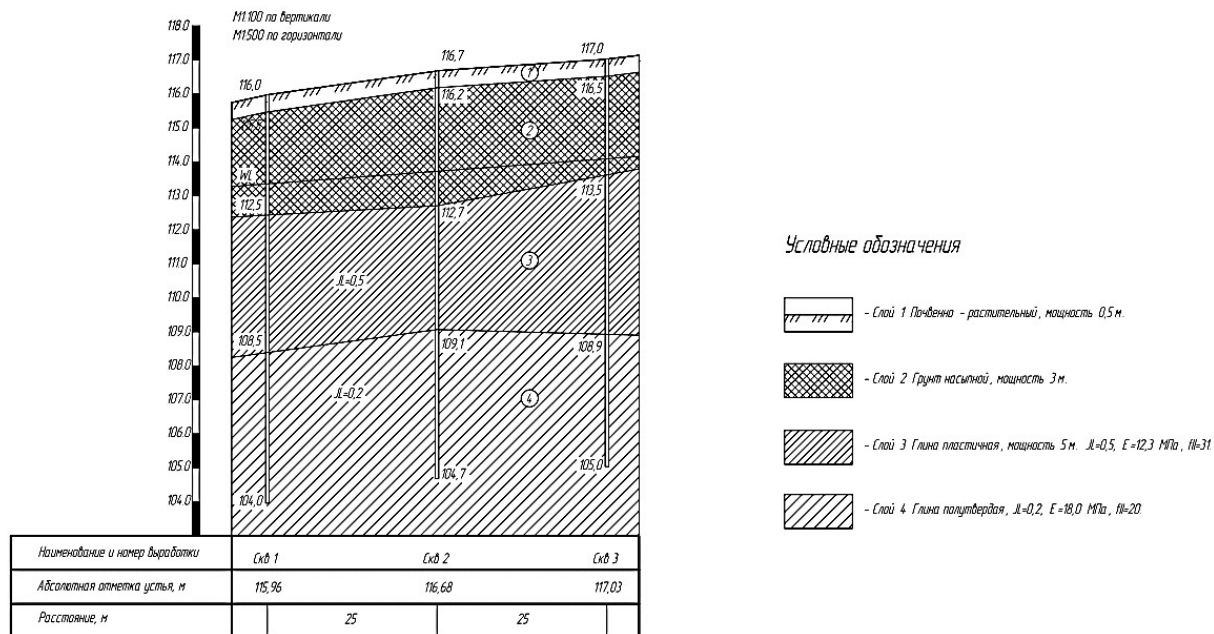 М1:100 по вертикали
М1:500 по горизонтали
118.0
117.0
116.0
115.0
114.0
113.0
112.0
111.0
110.0
109.0
108.0
107.0
106.0
105.0
104.0
116,0
116,7
117,0
1
116,2
116,5
2
WL
112,5
112,7
113,5
3
JL=0,5
108,5
109,1
108,9
JL=0,2
4
104,0
104,7
105,0
Наименование и номер выработки Скв 1 Скв 2 Скв 3
Абсолютная отметка устья, м 115,96 116,68 117,03
Расстояние, м 25 25
Условные обозначения
- Слой 1 Почвенно - растительный, мощность 0,5 м.
- Слой 2 Грунт насыпной, мощность 3 м.
- Слой 3 Глина пластичная, мощность 5 м. JL=0,5, Е =12,3 МПа, fII=31.
- Слой 4 Глина полутвердая, JL=0,2, Е =18,0 МПа, fII=20.